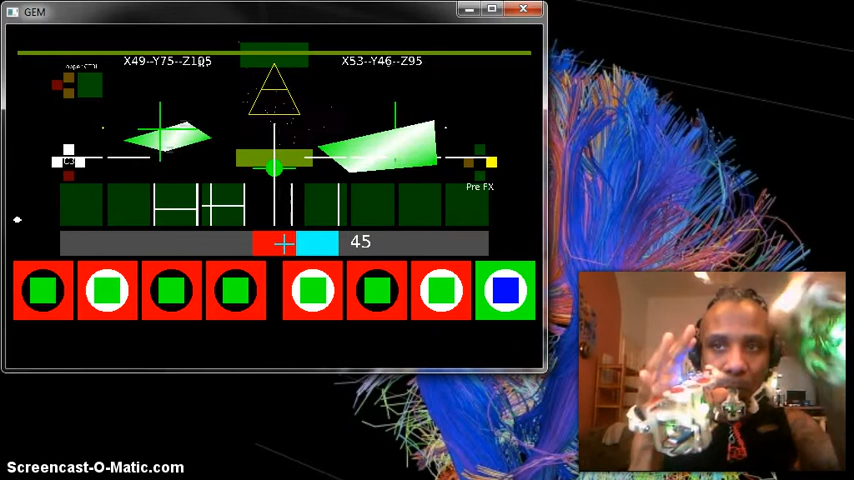 GEM
X49--Y75--Z105
X53--Y46--Z95
Pre FX
45
Screencast-O-Matic.com